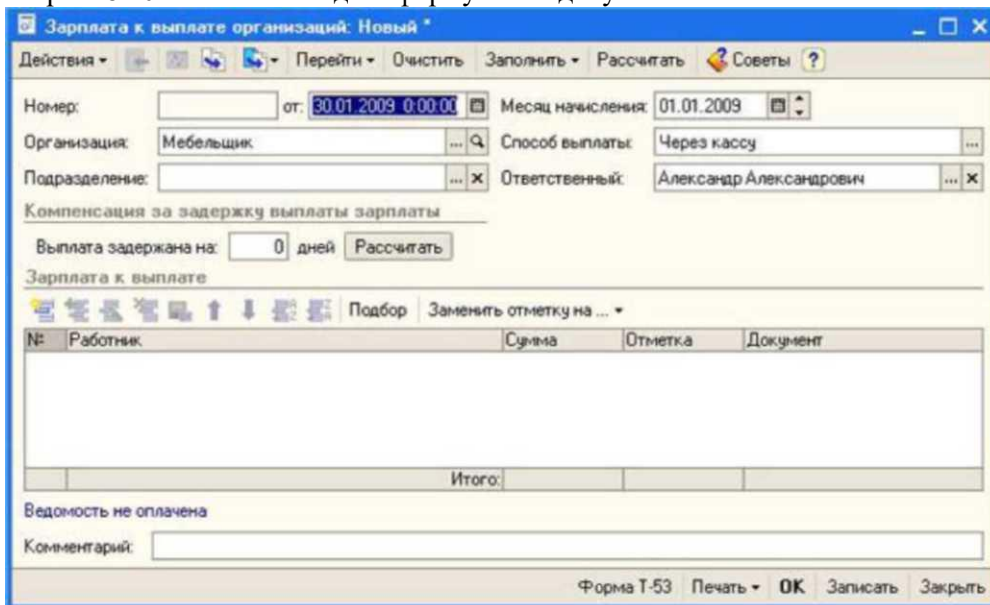 Зарплата к выплате организаций: Новый *
Действия Перейти Очистить Заполнить Рассчитать Советы ?
Номер: от: 30.01.2009 0:00:00 Месяц начисления: 01.01.2009
Организация: Мебельщик ... Способ выплаты: Через кассу ...
Подразделение: ... × Ответственный: Александр Александрович ... ×
Компенсация за задержку выплаты зарплаты
Выплата задержана на: 0 дней Рассчитать
Зарплата к выплате
Подбор Заменить отметку на ...
№ Работник Сумма Отметка Документ
Итого:
Ведомость не оплачена
Комментарий:
Форма Т-53 Печать OK Записать Закрыть